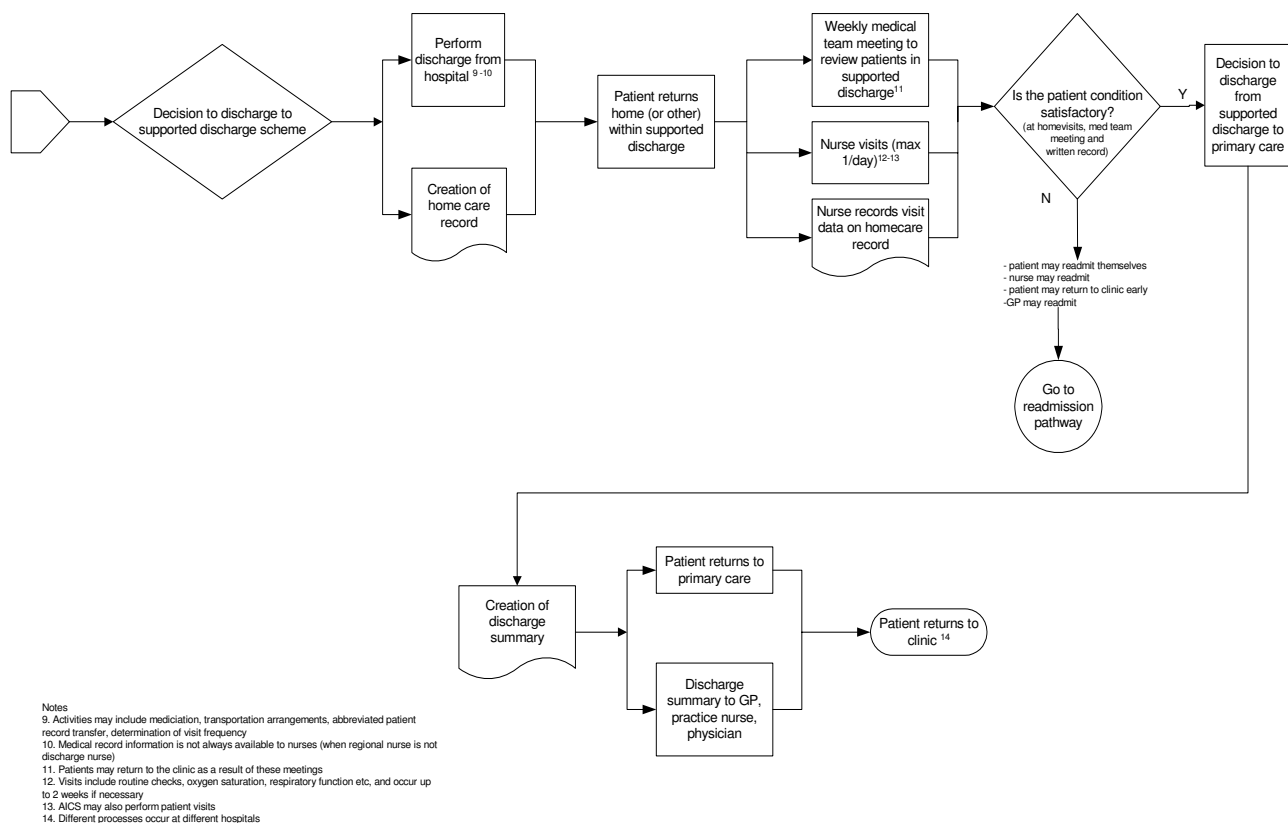 Decision to discharge to
supported discharge scheme
Perform
discharge from
hospital 9 -10
Creation of
home care
record
Patient returns
home (or other)
within supported
discharge
Weekly medical
team meeting to
review patients in
supported
discharge11
Nurse visits (max
1/day)12-13
Nurse records visit
data on homecare
record
Is the patient condition
satisfactory?
(at homevisits, med team
meeting and
written record)
Y
N
Decision to
discharge
from
supported
discharge to
primary care
- patient may readmit themselves
- nurse may readmit
- patient may return to clinic early
-GP may readmit
Go to
readmission
pathway
Creation of
discharge
summary
Patient returns to
primary care
Discharge
summary to GP,
practice nurse,
physician
Patient returns to
clinic 14
Notes
9. Activities may include mediciation, transportation arrangements, abbreviated patient
record transfer, determination of visit frequency
10. Medical record information is not always available to nurses (when regional nurse is not
discharge nurse)
11. Patients may return to the clinic as a result of these meetings
12. Visits include routine checks, oxygen saturation, respiratory function etc, and occur up
to 2 weeks if necessary
13. AICS may also perform patient visits
14. Different processes occur at different hospitals